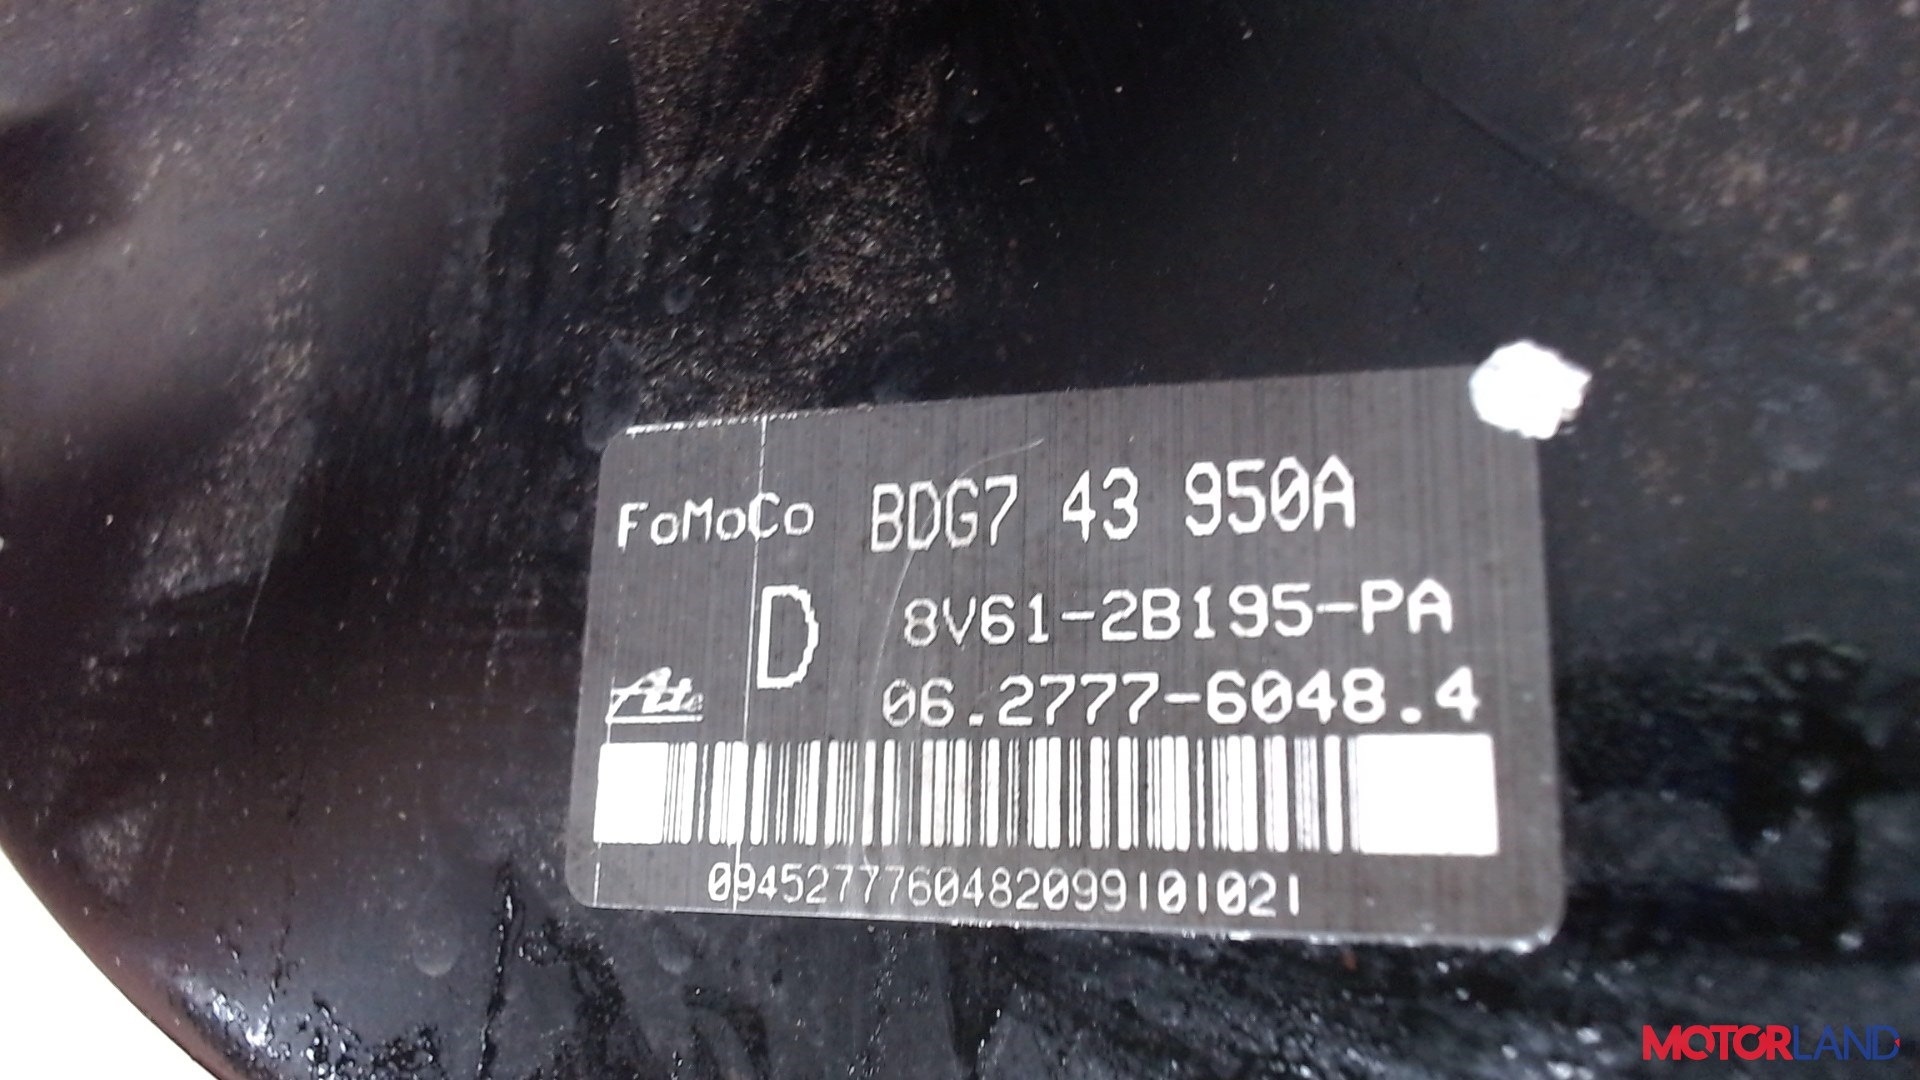 FoMoCo BDG7 43 950A
D 8V61-2B195-PA
Ate 06.2777-6048.4
0945277760482099101021
MOTORLAND